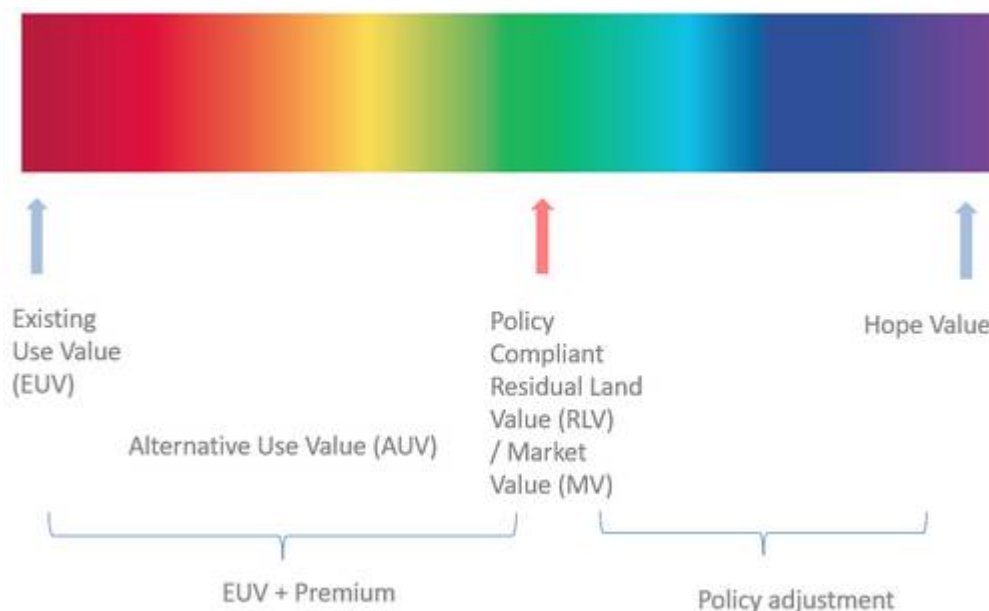 Existing
Use Value
(EUV)
Alternative Use Value (AUV)
Policy
Compliant
Residual Land
Value (RLV)
/ Market
Value (MV)
Hope Value
EUV + Premium
Policy adjustment